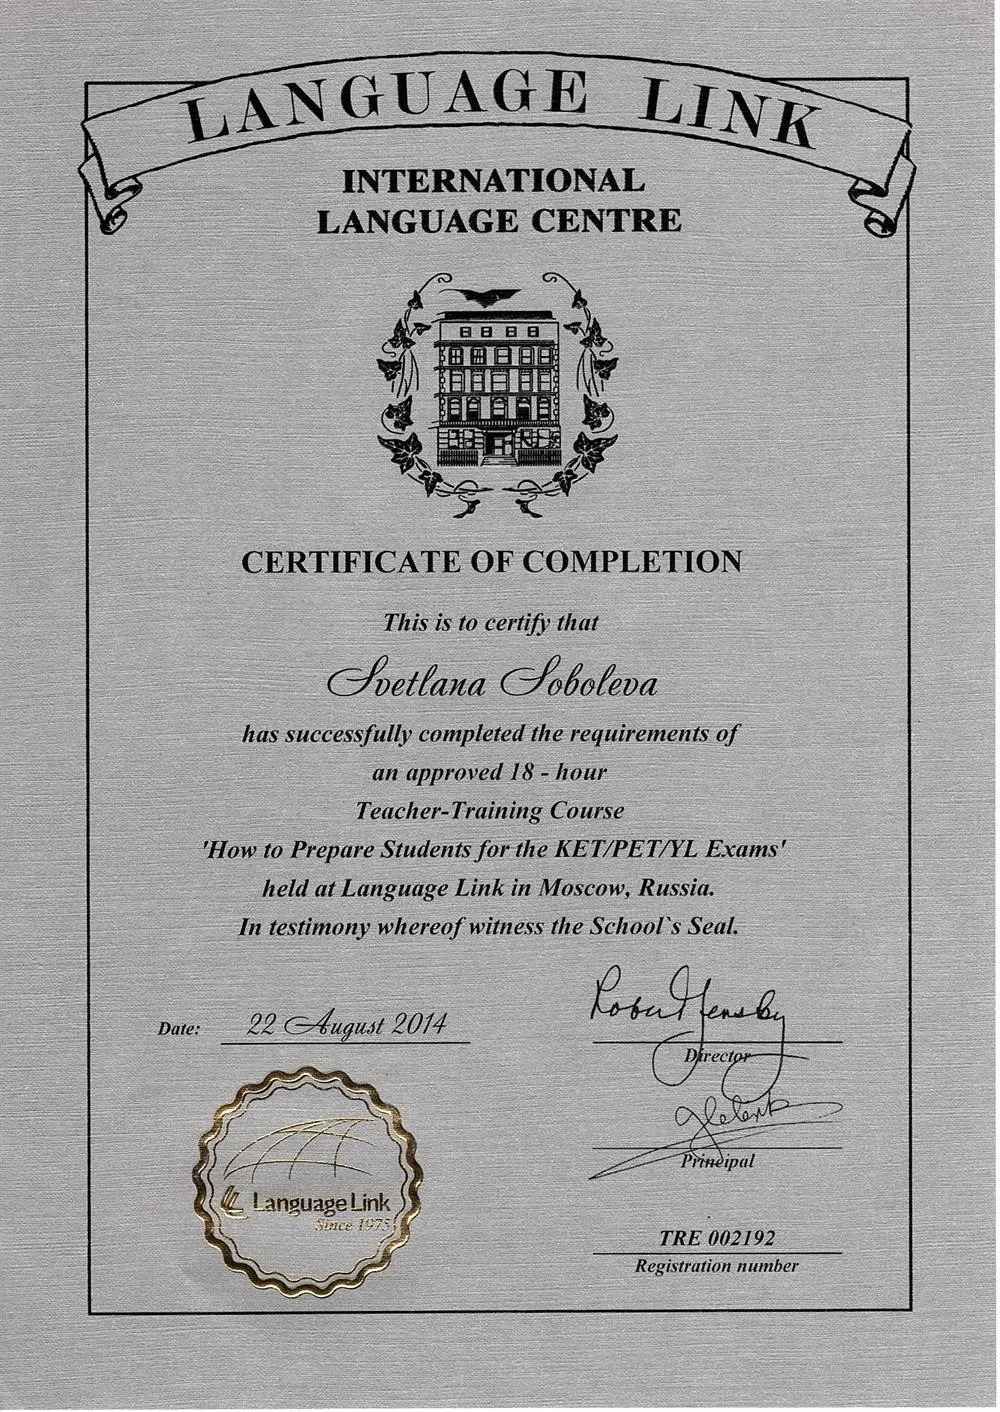 LANGUAGE LINK
INTERNATIONAL
LANGUAGE CENTRE
CERTIFICATE OF COMPLETION
This is to certify that
Svetlana Soboleva
has successfully completed the requirements of
an approved 18 - hour
Teacher-Training Course
'How to Prepare Students for the KET/PET/YL Exams'
held at Language Link in Moscow, Russia.
In testimony whereof witness the School`s Seal.
Date: 22 August 2014
Director
Principal
Language Link
Since 1975
TRE 002192
Registration number